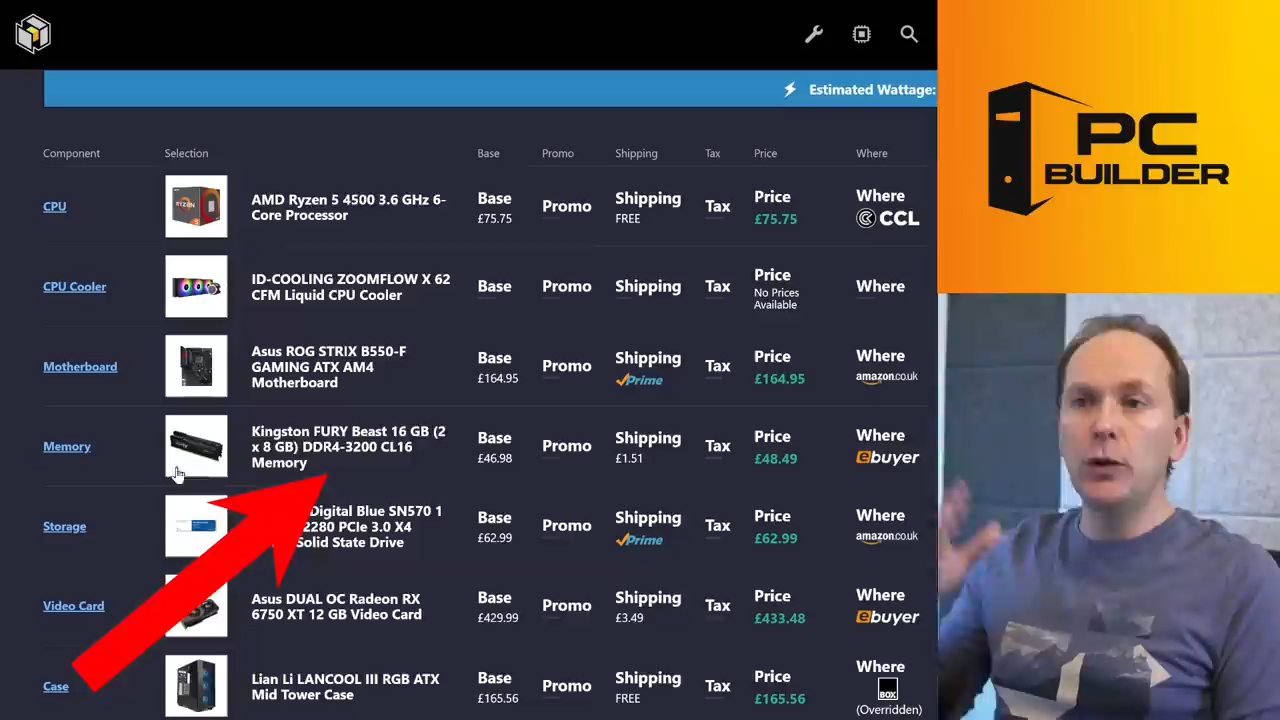 Estimated Wattage:
Component Selection Base Promo Shipping Tax Price Where
CPU
AMD Ryzen 5 4500 3.6 GHz 6-
Core Processor
Base
£75.75
Promo
Shipping
FREE
Tax
Price
£75.75
Where
CCL
CPU Cooler
ID-COOLING ZOOMFLOW X 62
CFM Liquid CPU Cooler
Base
Promo
Shipping
Tax
Price
No Prices
Available
Where
Motherboard
Asus ROG STRIX B550-F
GAMING ATX AM4
Motherboard
Base
£164.95
Promo
Shipping
Prime
Tax
Price
£164.95
Where
amazon.co.uk
Memory
Kingston FURY Beast 16 GB (2
x 8 GB) DDR4-3200 CL16
Memory
Base
£46.98
Promo
Shipping
£1.51
Tax
Price
£48.49
Where
ebuyer
Storage
Digital Blue SN570 1
2280 PCIe 3.0 X4
Solid State Drive
Base
£62.99
Promo
Shipping
Prime
Tax
Price
£62.99
Where
amazon.co.uk
Video Card
Asus DUAL OC Radeon RX
6750 XT 12 GB Video Card
Base
£429.99
Promo
Shipping
£3.49
Tax
Price
£433.48
Where
ebuyer
Case
Lian Li LANCOOL III RGB ATX
Mid Tower Case
Base
£165.56
Promo
Shipping
FREE
Tax
Price
£165.56
Where
BOX
(Overridden)
PC
BUILDER